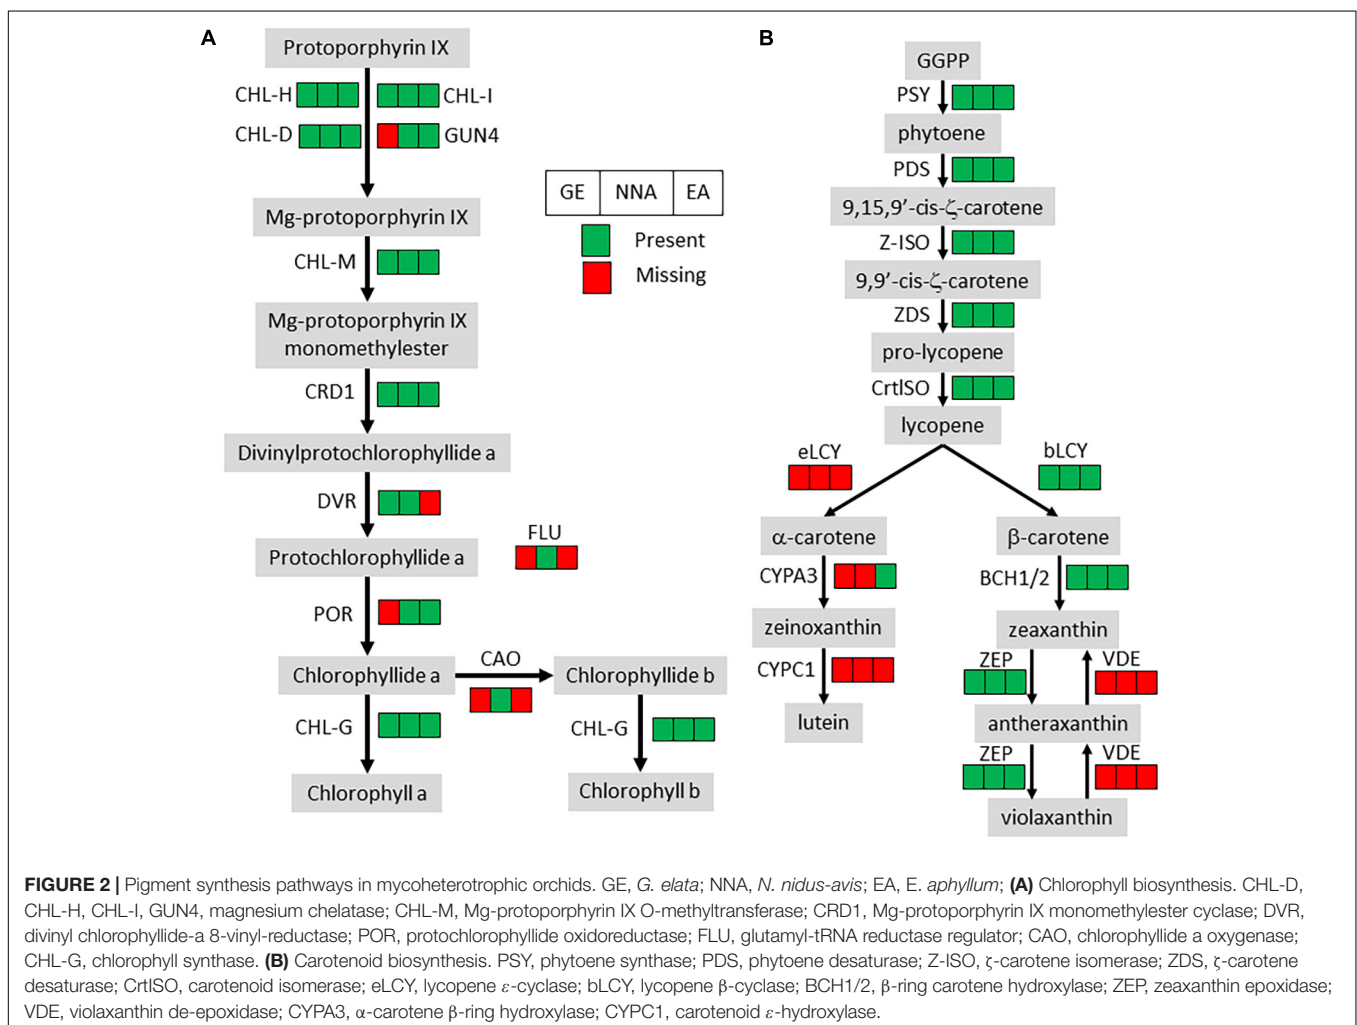 A
Protoporphyrin IX
CHL-H
CHL-I
CHL-D
GUN4
Mg-protoporphyrin IX
CHL-M
Mg-protoporphyrin IX
monomethylester
CRD1
Divinylprotochlorophyllide a
DVR
Protochlorophyllide a
FLU
POR
Chlorophyllide a
CAO
Chlorophyllide b
CHL-G
CHL-G
Chlorophyll a
Chlorophyll b
GE NNA EA
Present
Missing
B
GGPP
PSY
phytoene
PDS
9,15,9’-cis-ζ-carotene
Z-ISO
9,9’-cis-ζ-carotene
ZDS
pro-lycopene
CrtISO
lycopene
eLCY
bLCY
α-carotene
β-carotene
CYPA3
BCH1/2
zeinoxanthin
zeaxanthin
CYPC1
ZEP
VDE
lutein
antheraxanthin
ZEP
VDE
violaxanthin
FIGURE 2 | Pigment synthesis pathways in mycoheterotrophic orchids. GE, G. elata; NNA, N. nidus-avis; EA, E. aphyllum; (A) Chlorophyll biosynthesis. CHL-D,
CHL-H, CHL-I, GUN4, magnesium chelatase; CHL-M, Mg-protoporphyrin IX O-methyltransferase; CRD1, Mg-protoporphyrin IX monomethylester cyclase; DVR,
divinyl chlorophyllide-a 8-vinyl-reductase; POR, protochlorophyllide oxidoreductase; FLU, glutamyl-tRNA reductase regulator; CAO, chlorophyllide a oxygenase;
CHL-G, chlorophyll synthase. (B) Carotenoid biosynthesis. PSY, phytoene synthase; PDS, phytoene desaturase; Z-ISO, ζ-carotene isomerase; ZDS, ζ-carotene
desaturase; CrtISO, carotenoid isomerase; eLCY, lycopene ε-cyclase; bLCY, lycopene β-cyclase; BCH1/2, β-ring carotene hydroxylase; ZEP, zeaxanthin epoxidase;
VDE, violaxanthin de-epoxidase; CYPA3, α-carotene β-ring hydroxylase; CYPC1, carotenoid ε-hydroxylase.